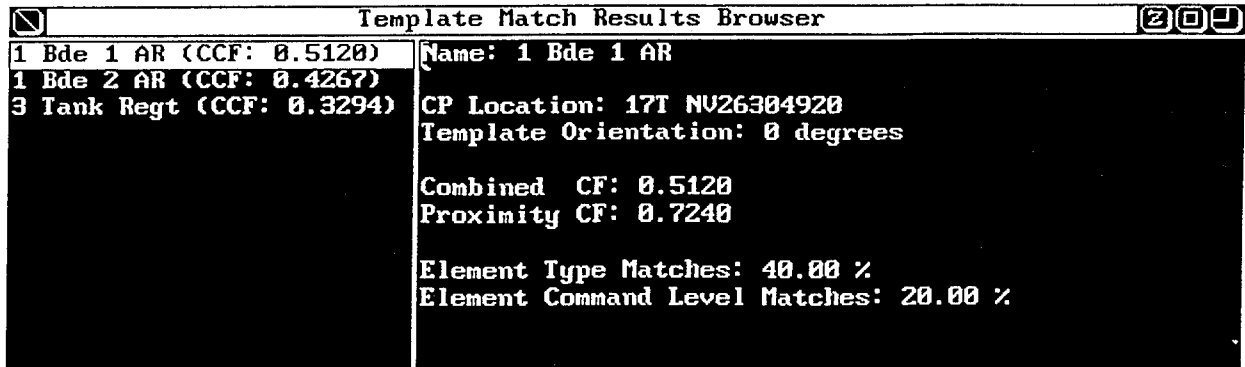 Template Match Results Browser
Z
1 Bde 1 AR (CCF: 0.5120)
1 Bde 2 AR (CCF: 0.4267)
3 Tank Regt (CCF: 0.3294)
Name: 1 Bde 1 AR
CP Location: 17T NV26304920
Template Orientation: 0 degrees
Combined CF: 0.5120
Proximity CF: 0.7240
Element Type Matches: 40.00 %
Element Command Level Matches: 20.00 %